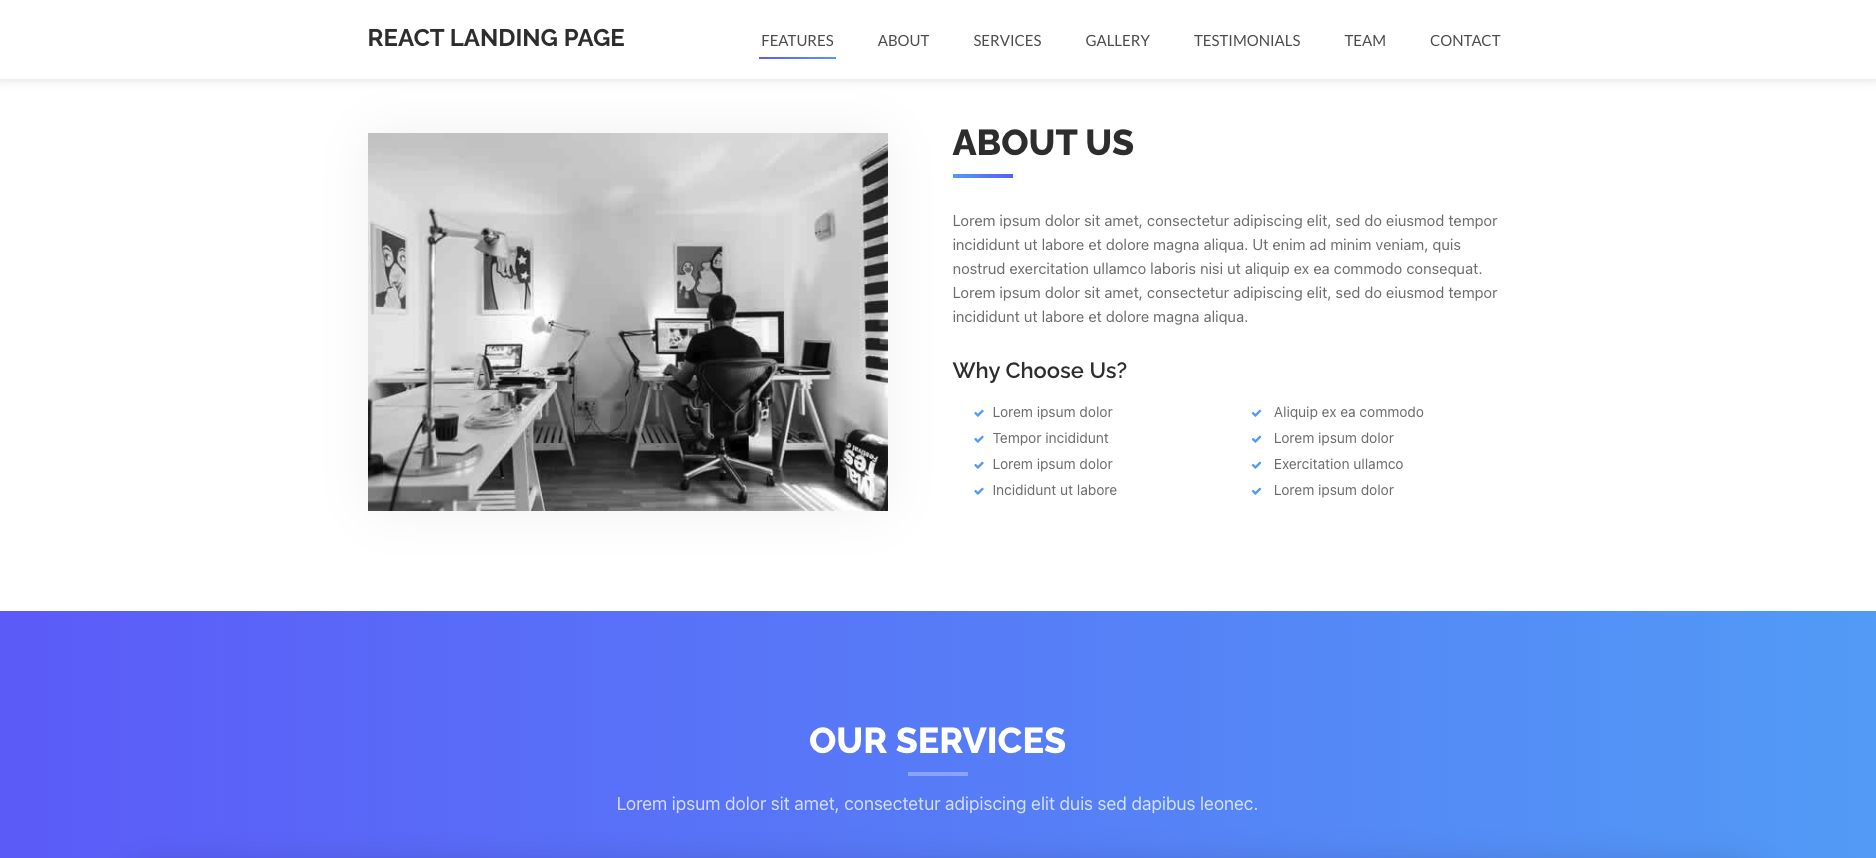 REACT LANDING PAGE
FEATURES ABOUT SERVICES GALLERY TESTIMONIALS TEAM CONTACT
ABOUT US
Lorem ipsum dolor sit amet, consectetur adipiscing elit, sed do eiusmod tempor
incididunt ut labore et dolore magna aliqua. Ut enim ad minim veniam, quis
nostrud exercitation ullamco laboris nisi ut aliquip ex ea commodo consequat.
Lorem ipsum dolor sit amet, consectetur adipiscing elit, sed do eiusmod tempor
incididunt ut labore et dolore magna aliqua.
Why Choose Us?
Lorem ipsum dolor
Tempor incididunt
Lorem ipsum dolor
Incididunt ut labore
Aliquip ex ea commodo
Lorem ipsum dolor
Exercitation ullamco
Lorem ipsum dolor
OUR SERVICES
Lorem ipsum dolor sit amet, consectetur adipiscing elit duis sed dapibus leonec.